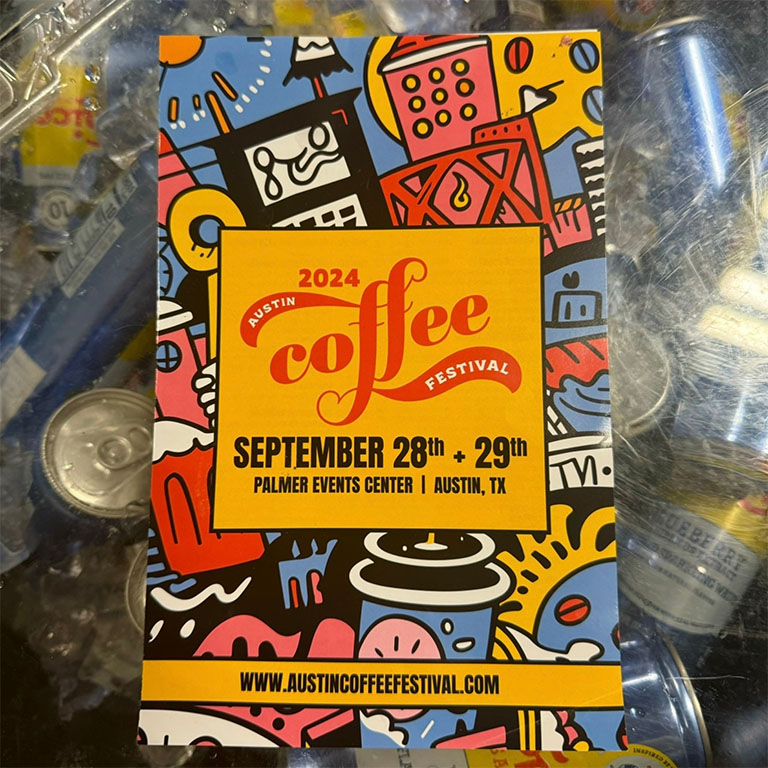 2024
AUSTIN
coffee
FESTIVAL
SEPTEMBER 28th + 29th
PALMER EVENTS CENTER | AUSTIN, TX
WWW.AUSTINCOFFEEFESTIVAL.COM